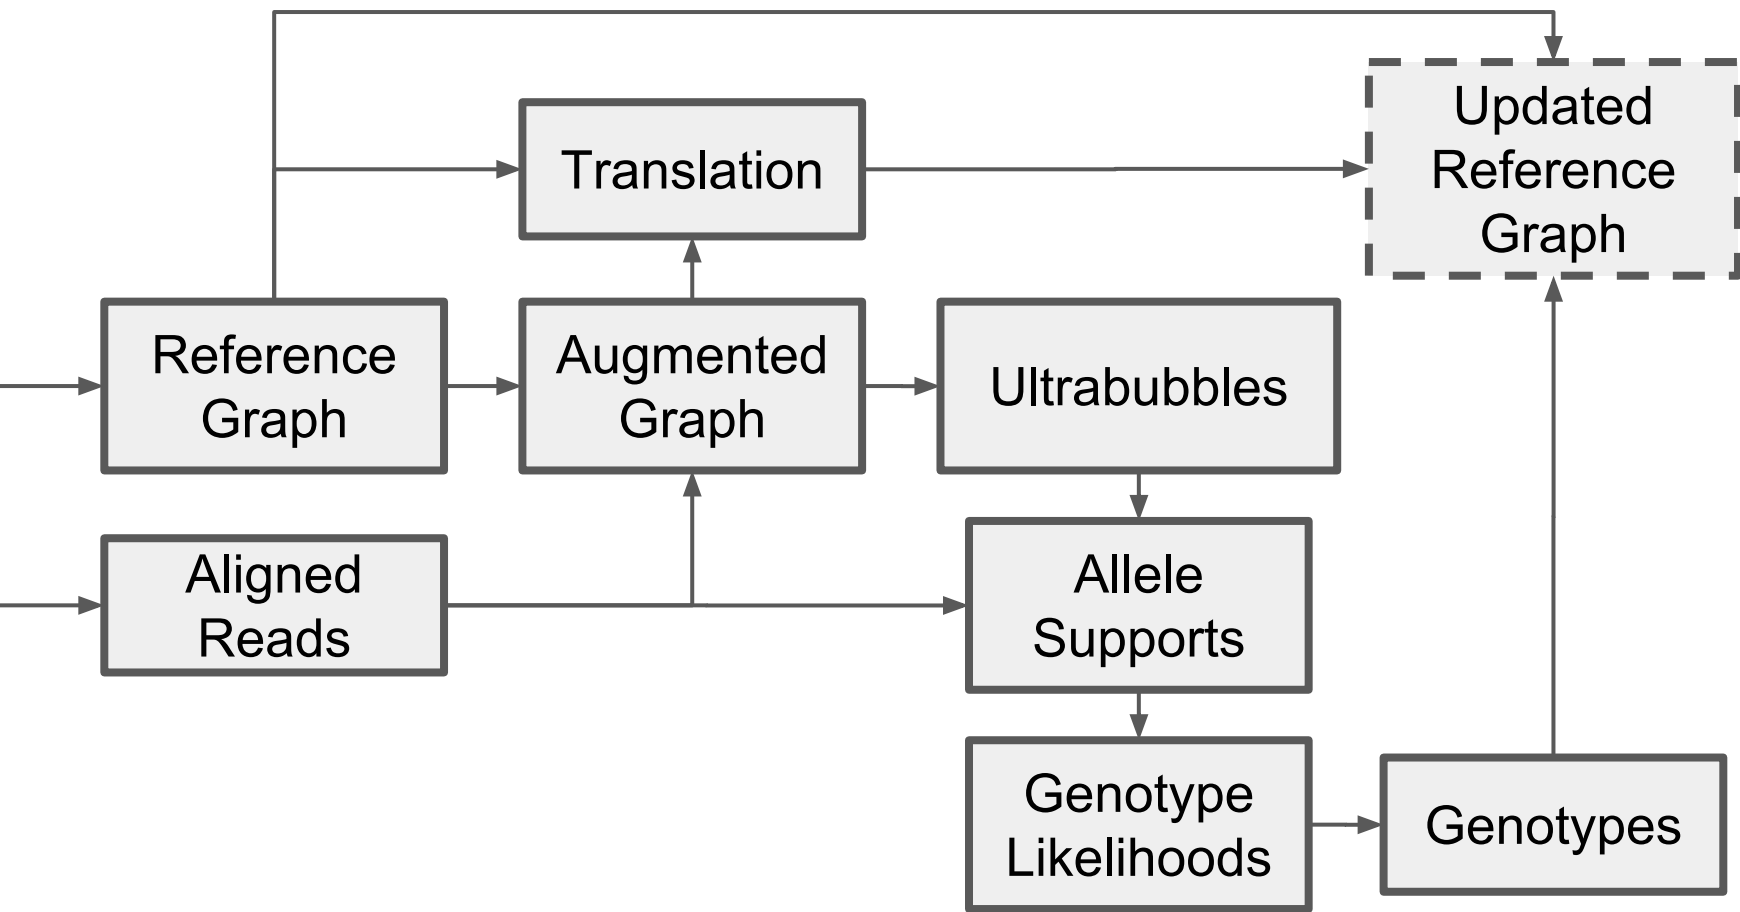 Updated
Reference
Graph
Translation
Reference
Graph
Augmented
Graph
Ultrabubbles
Aligned
Reads
Allele
Supports
Genotype
Likelihoods
Genotypes